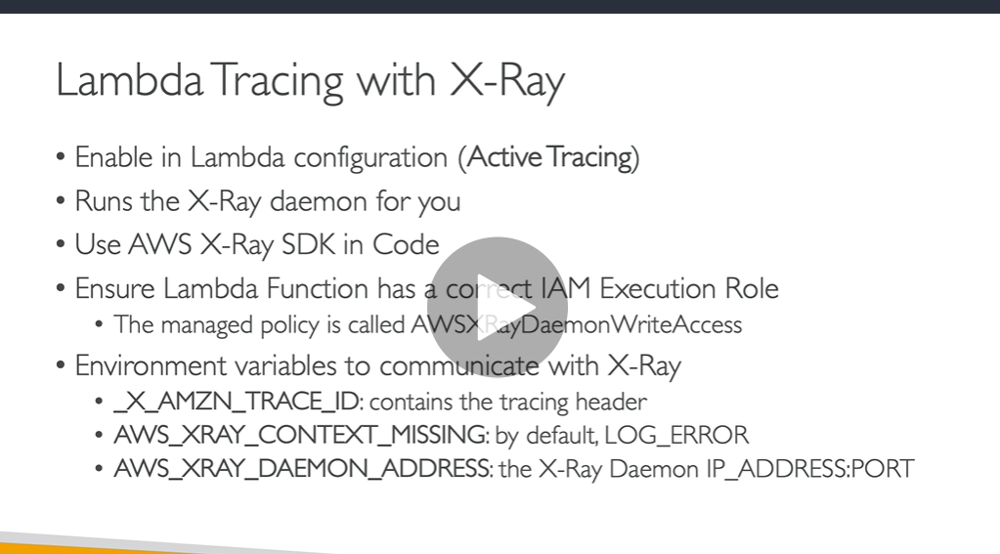 Lambda Tracing with X-Ray
• Enable in Lambda configuration (Active Tracing)
• Runs the X-Ray daemon for you
• Use AWS X-Ray SDK in Code
• Ensure Lambda Function has a correct IAM Execution Role
• The managed policy is called AWSXRayDaemonWriteAccess
• Environment variables to communicate with X-Ray
• _X_AMZN_TRACE_ID: contains the tracing header
• AWS_XRAY_CONTEXT_MISSING: by default, LOG_ERROR
• AWS_XRAY_DAEMON_ADDRESS: the X-Ray Daemon IP_ADDRESS:PORT